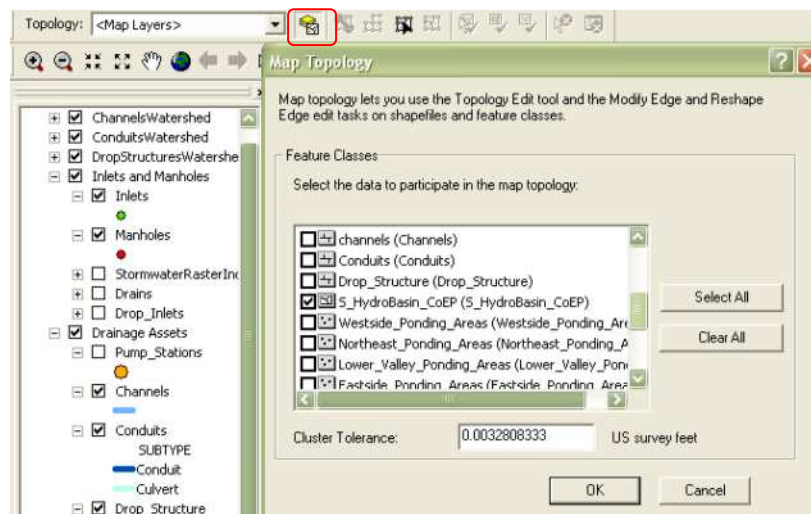 Topology: <Map Layers>
Map Topology
Map topology lets you use the Topology Edit tool and the Modify Edge and Reshape
Edge edit tasks on shapefiles and feature classes.
Feature Classes
Select the data to participate in the map topology:
channels (Channels)
Conduits (Conduits)
Drop_Structure (Drop_Structure)
S_HydroBasin_CoEP (S_HydroBasin_CoEP)
Westside_Ponding_Areas (Westside_Ponding_Are
Northeast_Ponding_Areas (Northeast_Ponding_A
Lower_Valley_Ponding_Areas (Lower_Valley_Pon
Eastside_Ponding_Areas (Eastside_Ponding_Area
Select All
Clear All
Cluster Tolerance: 0.0032808333 US survey feet
OK
Cancel
ChannelsWatershed
ConduitsWatershed
DropStructuresWatershe
Inlets and Manholes
Inlets
Manholes
StormwaterRasterInd
Drains
Drop_Inlets
Drainage Assets
Pump_Stations
Channels
Conduits
SUBTYPE
Conduit
Culvert
Drop_Structure